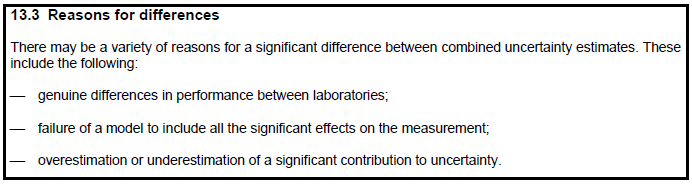 13.3 Reasons for differences
There may be a variety of reasons for a significant difference between combined uncertainty estimates. These
include the following:
— genuine differences in performance between laboratories;
— failure of a model to include all the significant effects on the measurement;
— overestimation or underestimation of a significant contribution to uncertainty.